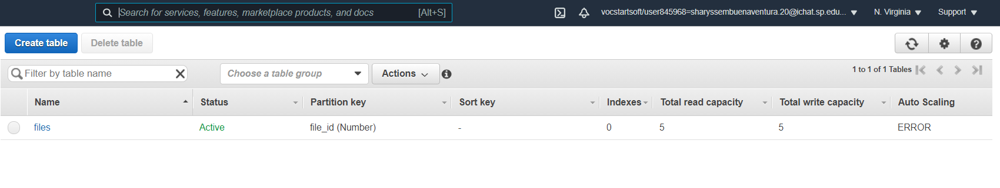 Search for services, features, marketplace products, and docs [Alt+S] vocstartsoft/user845968=sharyssembuenaventura.20@ichat.sp.edu... N. Virginia Support
Create table Delete table
Filter by table name Choose a table group Actions 1 to 1 of 1 Tables
Name Status Partition key Sort key Indexes Total read capacity Total write capacity Auto Scaling
files Active file_id (Number) - 0 5 5 ERROR